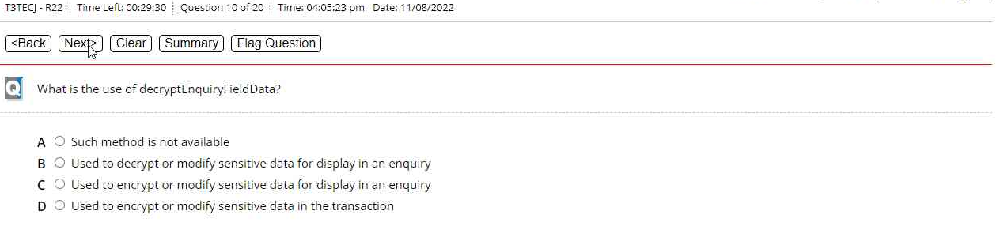 T3TECJ - R22 Time Left: 00:29:30 Question 10 of 20 Time: 04:05:23 pm Date: 11/08/2022
<Back Next> Clear Summary Flag Question
Q What is the use of decryptEnquiryFieldData?
A Such method is not available
B Used to decrypt or modify sensitive data for display in an enquiry
C Used to encrypt or modify sensitive data for display in an enquiry
D Used to encrypt or modify sensitive data in the transaction